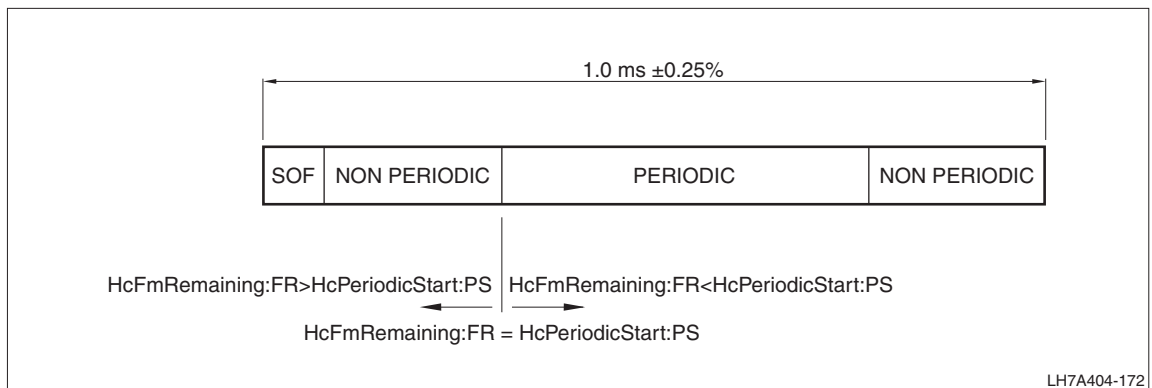 1.0 ms ±0.25%
SOF NON PERIODIC PERIODIC NON PERIODIC
HcFmRemaining:FR>HcPeriodicStart:PS HcFmRemaining:FR<HcPeriodicStart:PS
HcFmRemaining:FR = HcPeriodicStart:PS
LH7A404-172